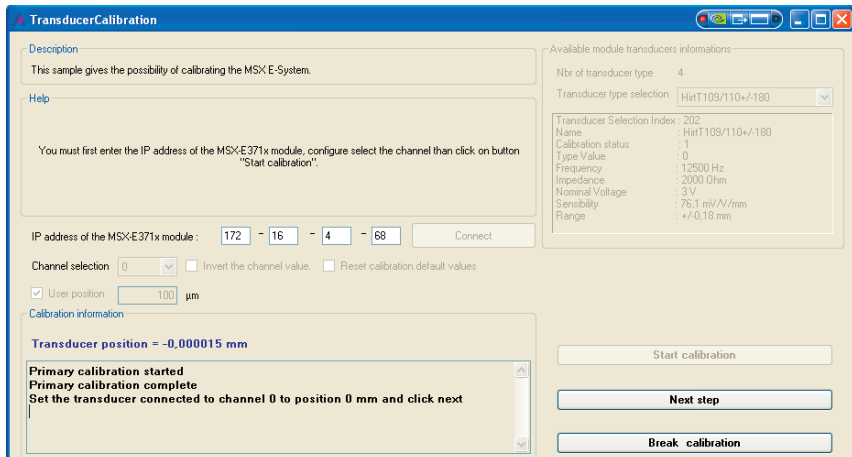 TransducerCalibration
Description
This sample gives the possibility of calibrating the MSX E-System.
Help
You must first enter the IP address of the MSX-E371x module, configure select the channel than click on button
"Start calibration".
IP address of the MSX-E371x module : 172 - 16 - 4 - 68 Connect
Channel selection 0 Invert the channel value. Reset calibration default values
User position 100 µm
Calibration information
Transducer position = -0,000015 mm
Primary calibration started
Primary calibration complete
Set the transducer connected to channel 0 to position 0 mm and click next
Available module transducers informations
Nbr of transducer type 4
Transducer type selection HirtT109/110+/-180
Transducer Selection Index : 202
Name : HirtT109/110+/-180
Calibration status : 1
Type Value : 0
Frequency : 12500 Hz
Impedance : 2000 Ohm
Nominal Voltage : 3 V
Sensibility : 76,1 mV/V/mm
Range : +/-0,18 mm
Start calibration
Next step
Break calibration